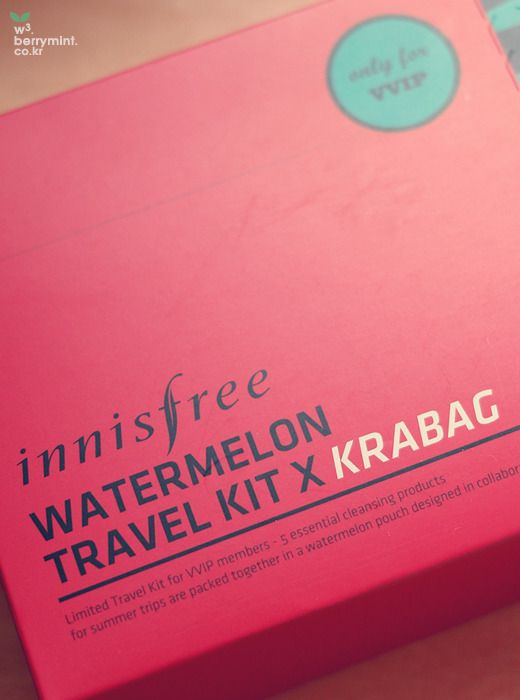 w3.
berrymint.
co.kr
only for
VVIP
innisfree
WATERMELON
TRAVEL KIT X KRABAG
Limited Travel Kit for VVIP members - 5 essential cleansing products
for summer trips are packed together in a watermelon pouch designed in collabor